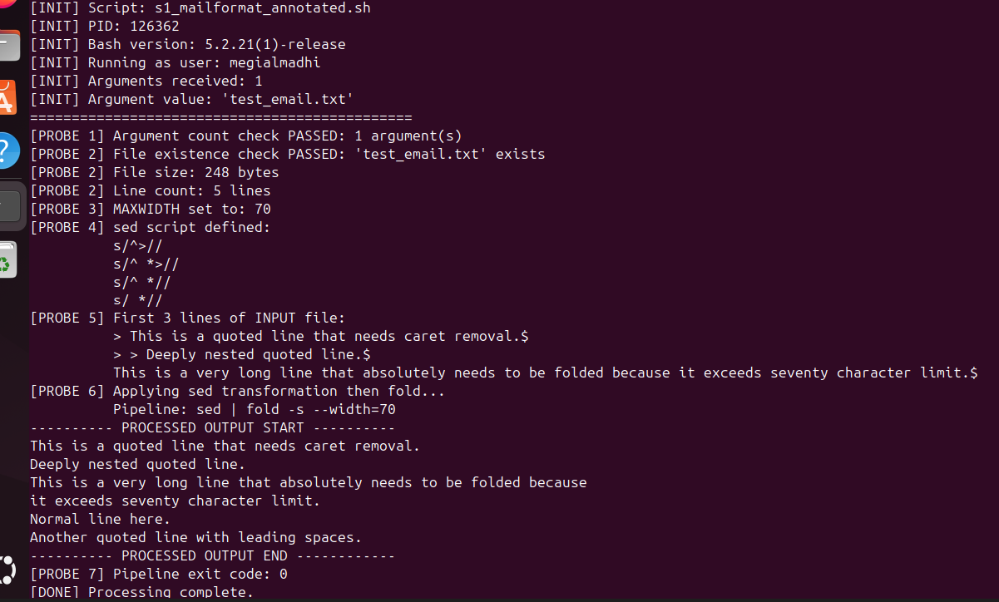 [INIT] Script: s1_mailformat_annotated.sh
[INIT] PID: 126362
[INIT] Bash version: 5.2.21(1)-release
[INIT] Running as user: megialmadhi
[INIT] Arguments received: 1
[INIT] Argument value: 'test_email.txt'
==============================================
[PROBE 1] Argument count check PASSED: 1 argument(s)
[PROBE 2] File existence check PASSED: 'test_email.txt' exists
[PROBE 2] File size: 248 bytes
[PROBE 2] Line count: 5 lines
[PROBE 3] MAXWIDTH set to: 70
[PROBE 4] sed script defined:
s/^>//
s/^ *>//
s/^ *//
s/ *//
[PROBE 5] First 3 lines of INPUT file:
> This is a quoted line that needs caret removal.$
> > Deeply nested quoted line.$
This is a very long line that absolutely needs to be folded because it exceeds seventy character limit.$
[PROBE 6] Applying sed transformation then fold...
Pipeline: sed | fold -s --width=70
---------- PROCESSED OUTPUT START ----------
This is a quoted line that needs caret removal.
Deeply nested quoted line.
This is a very long line that absolutely needs to be folded because
it exceeds seventy character limit.
Normal line here.
Another quoted line with leading spaces.
---------- PROCESSED OUTPUT END ------------
[PROBE 7] Pipeline exit code: 0
[DONE] Processing complete.